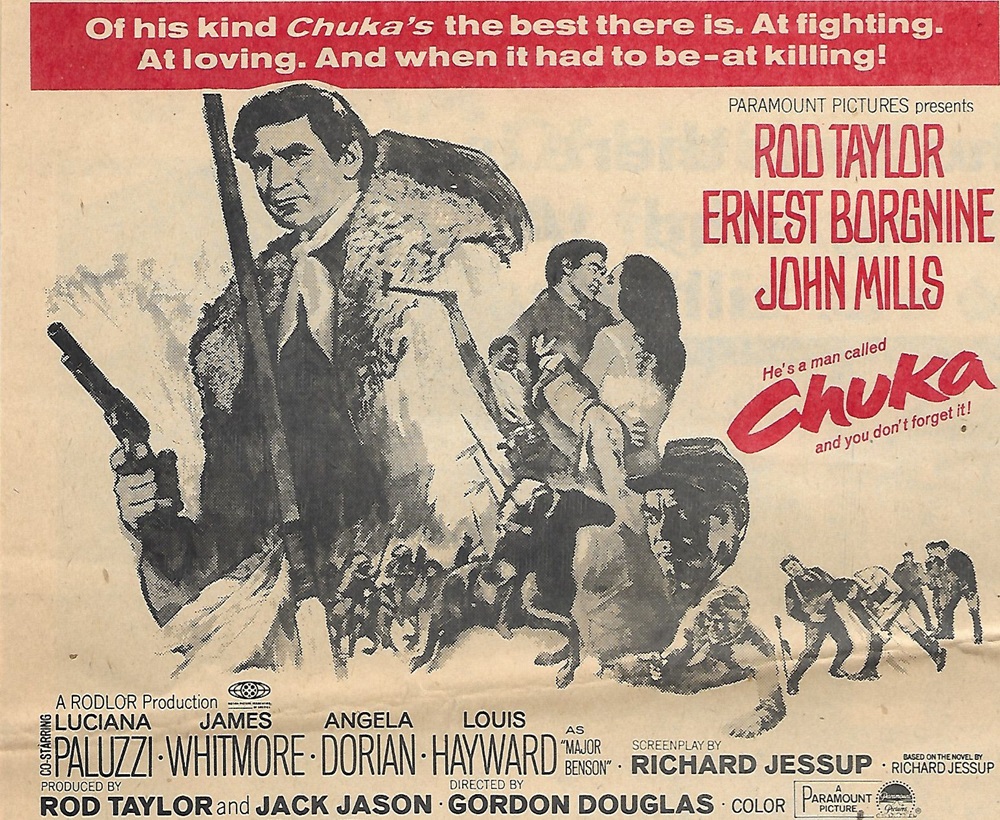 Of his kind Chuka's the best there is. At fighting.
At loving. And when it had to be-at killing!
PARAMOUNT PICTURES presents
ROD TAYLOR
ERNEST BORGNINE
JOHN MILLS
He's a man called
Chuka
and you don't forget it!
A RODLOR Production
CO-STARRING
LUCIANA PALUZZI · JAMES WHITMORE · ANGELA DORIAN · LOUIS HAYWARD AS "MAJOR BENSON" · SCREENPLAY BY RICHARD JESSUP · BASED ON THE NOVEL BY RICHARD JESSUP
PRODUCED BY ROD TAYLOR and JACK JASON · DIRECTED BY GORDON DOUGLAS · COLOR
A PARAMOUNT PICTURE
Paramount